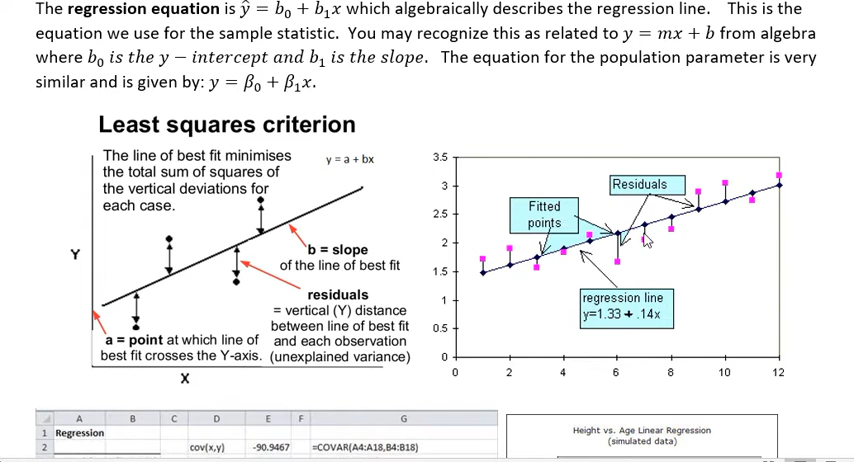 The regression equation is ŷ = b₀ + b₁x which algebraically describes the regression line. This is the
equation we use for the sample statistic. You may recognize this as related to y = mx + b from algebra
where b₀ is the y − intercept and b₁ is the slope. The equation for the population parameter is very
similar and is given by: y = β₀ + β₁x.
Least squares criterion
The line of best fit minimises
the total sum of squares of
the vertical deviations for
each case.
y = a + bx
Y
b = slope
of the line of best fit
residuals
= vertical (Y) distance
between line of best fit
and each observation
(unexplained variance)
a = point at which line of
best fit crosses the Y-axis.
X
3.5
3
2.5
2
1.5
1
0.5
0
Residuals
Fitted
points
regression line
y=1.33 + .14x
0 2 4 6 8 10 12
A B C D E F G
1 Regression
2 cov(x,y) -90.9467 =COVAR(A4:A18,B4:B18)
Height vs. Age Linear Regression
(simulated data)